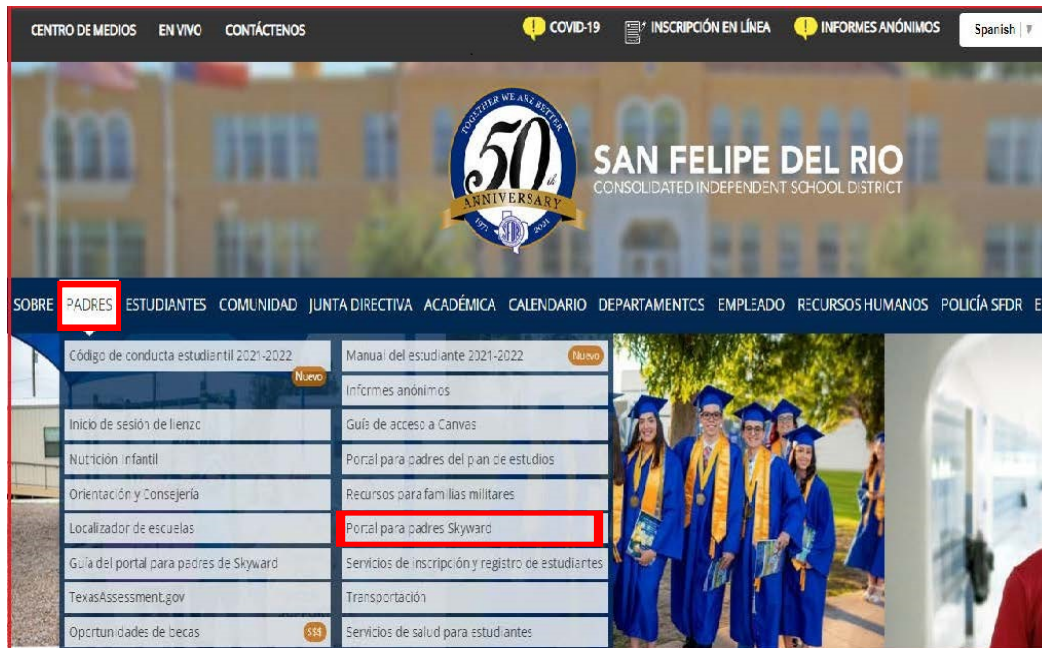 CENTRO DE MEDIOS EN VIVO CONTÁCTENOS
COVID-19 INSCRIPCIÓN EN LÍNEA INFORMES ANÓNIMOS Spanish
TOGETHER WE ARE BETTER
50th
ANNIVERSARY
1971 SFDR 2021
SAN FELIPE DEL RIO
CONSOLIDATED INDEPENDENT SCHOOL DISTRICT
SOBRE PADRES ESTUDIANTES COMUNIDAD JUNTA DIRECTIVA ACADÉMICA CALENDARIO DEPARTAMENTOS EMPLEADO RECURSOS HUMANOS POLICÍA SFDR E
Código de conducta estudiantil 2021-2022
Nuevo
Inicio de sesión de lienzo
Nutrición Infantil
Orientación y Consejería
Localizador de escuelas
Guía del portal para padres de Skyward
TexasAssessment.gov
Oportunidades de becas $$$
Manual del estudiante 2021-2022 Nuevo
Informes anónimos
Guía de acceso a Canvas
Portal para padres del plan de estudios
Recursos para familias militares
Portal para padres Skyward
Servicios de inscripción y registro de estudiantes
Transportación
Servicios de salud para estudiantes